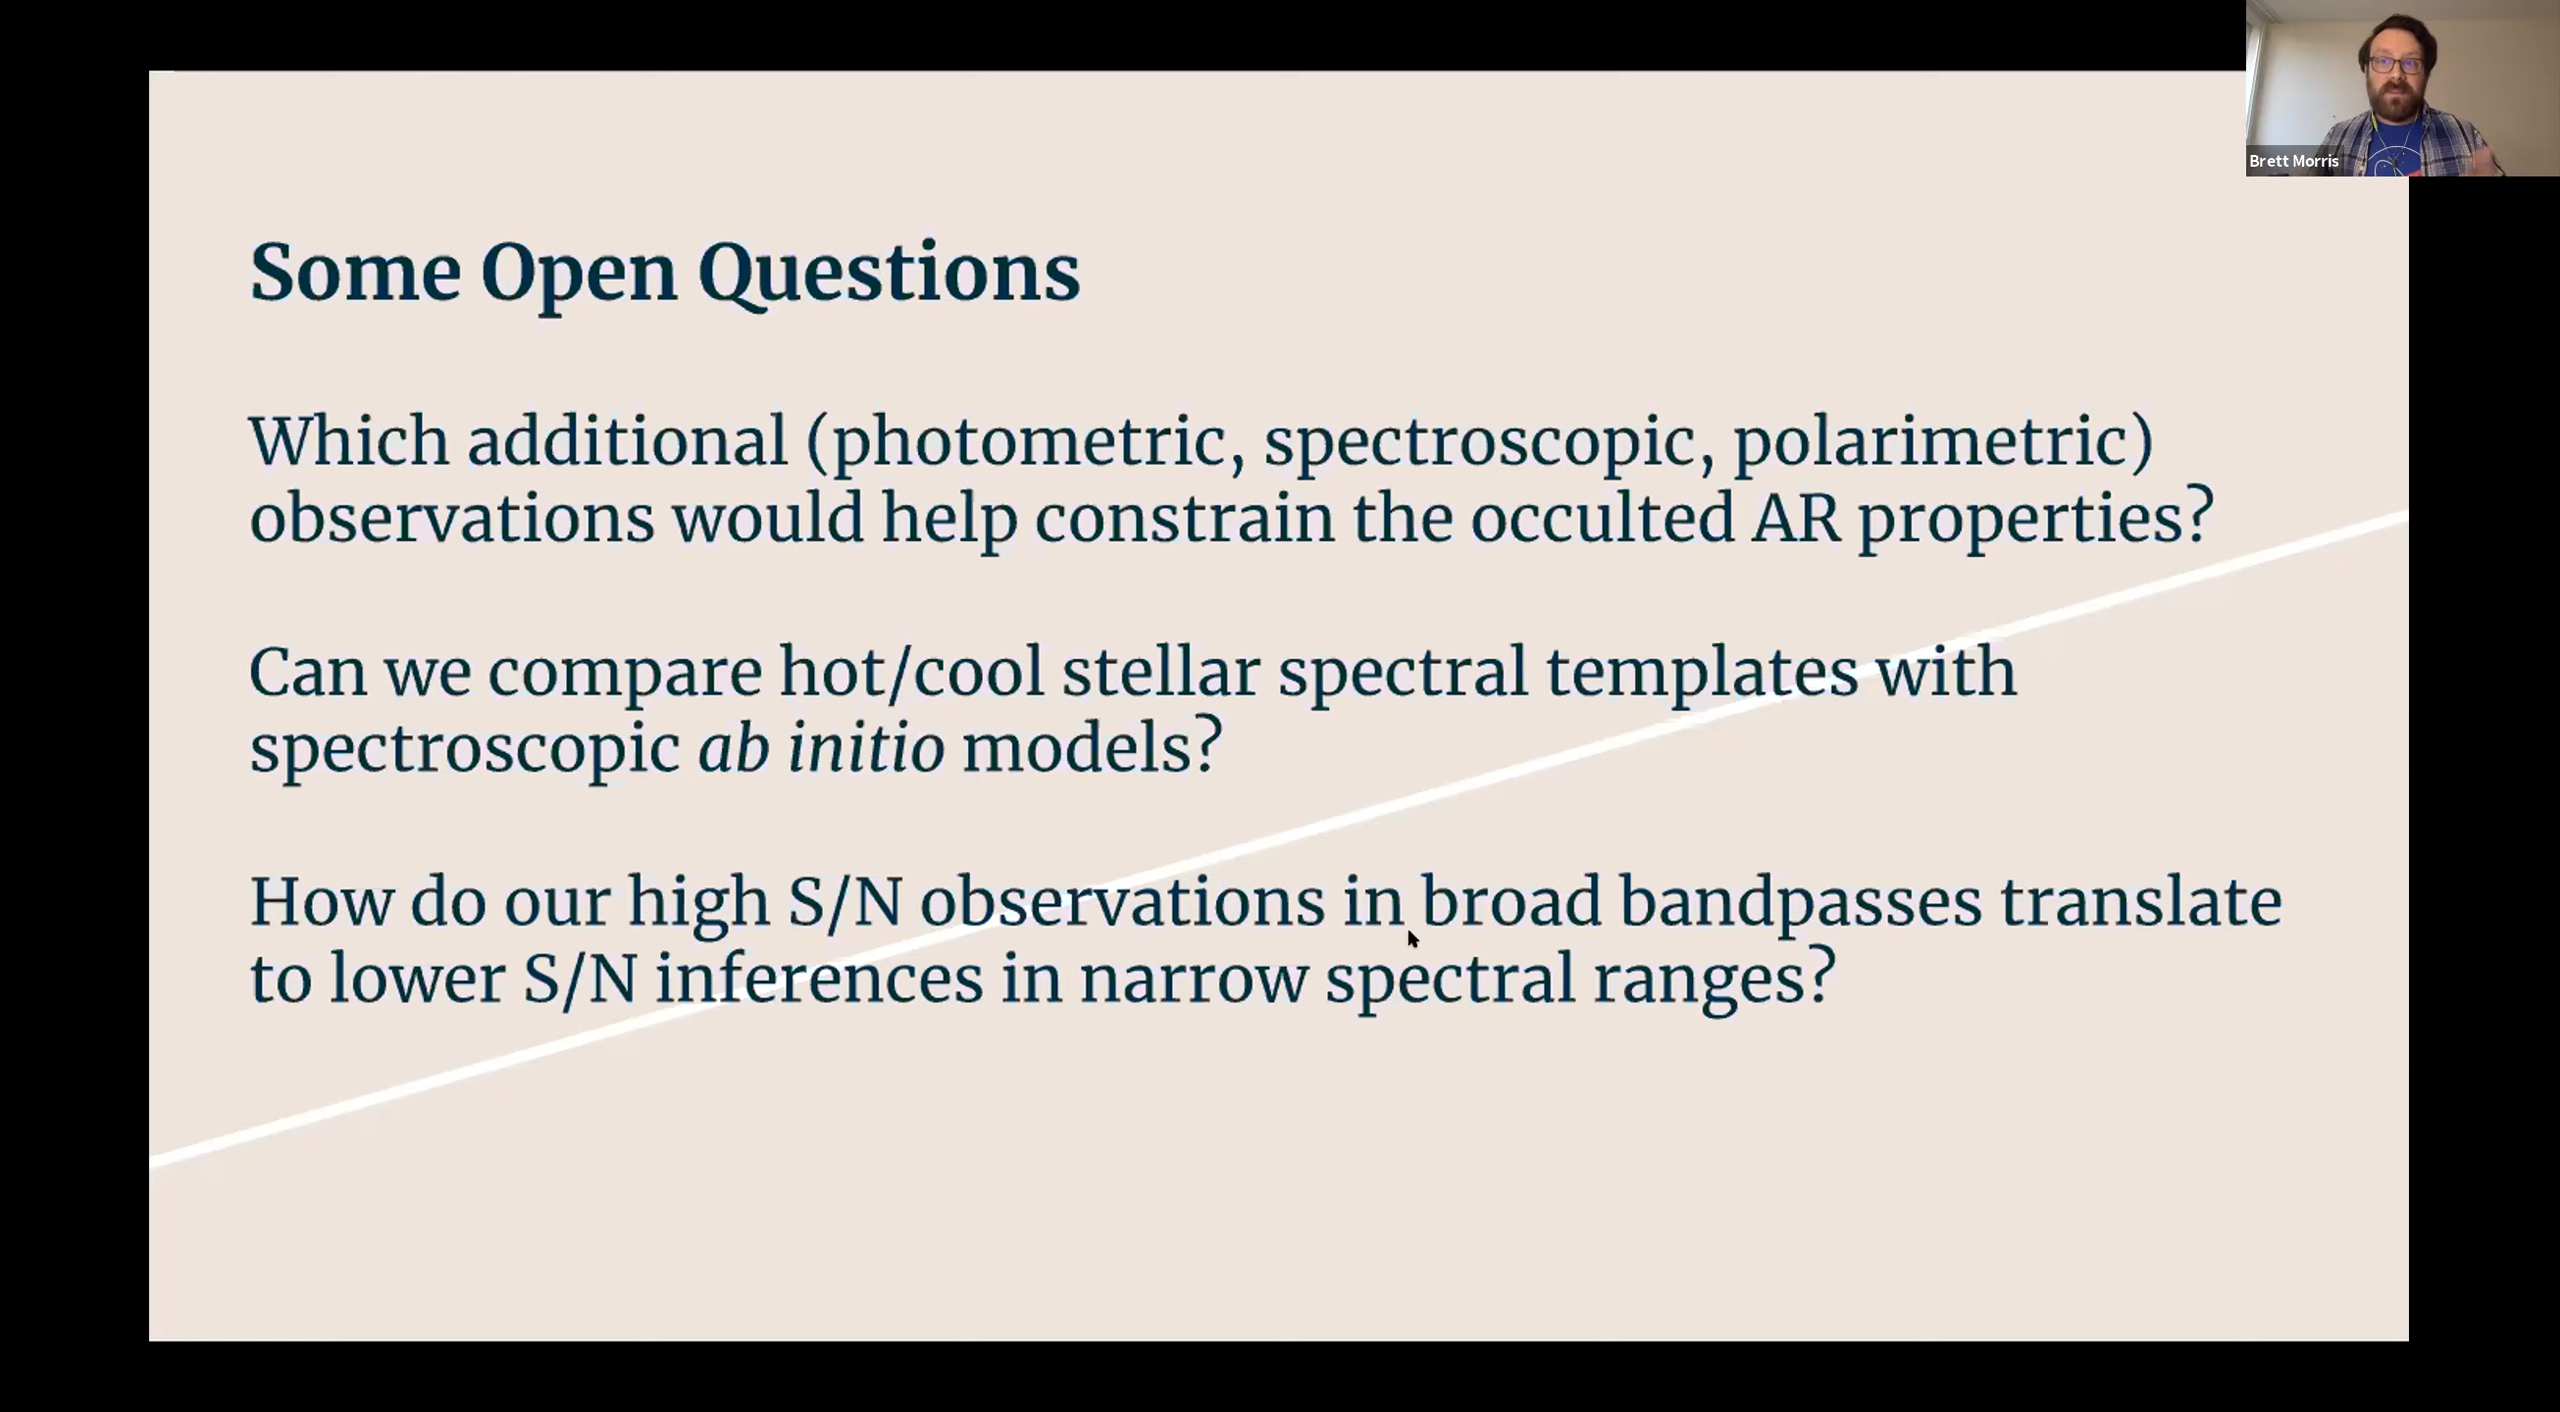 Brett Morris
Some Open Questions
Which additional (photometric, spectroscopic, polarimetric)
observations would help constrain the occulted AR properties?
Can we compare hot/cool stellar spectral templates with
spectroscopic ab initio models?
How do our high S/N observations in broad bandpasses translate
to lower S/N inferences in narrow spectral ranges?